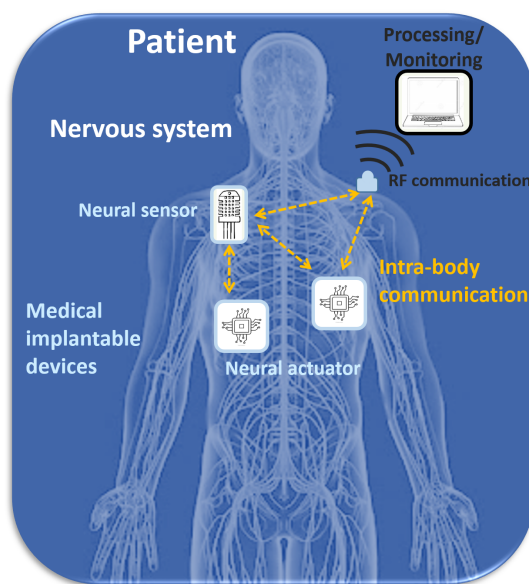 Patient
Processing/
Monitoring
Nervous system
RF communication
Neural sensor
Intra-body
communication
Medical
implantable
devices
Neural actuator